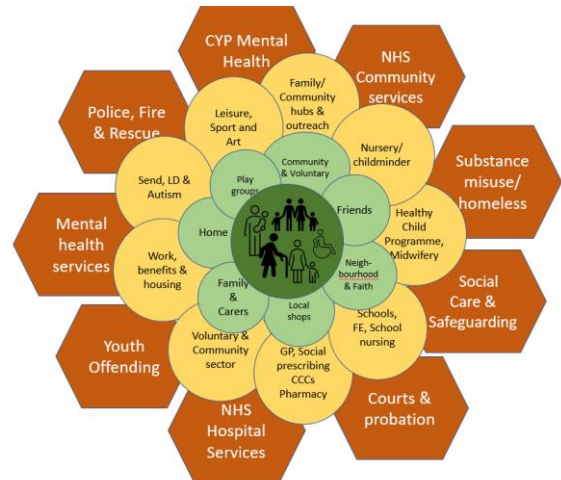 CYP Mental
Health
NHS
Community
services
Police, Fire
& Rescue
Substance
misuse/
homeless
Mental
health
services
Social
Care &
Safeguarding
Youth
Offending
Courts &
probation
NHS
Hospital
Services
Family/
Community
hubs &
outreach
Leisure,
Sport and
Art
Nursery/
childminder
Send, LD &
Autism
Healthy
Child
Programme,
Midwifery
Work,
benefits &
housing
Schools,
FE, School
nursing
Voluntary &
Community
sector
GP, Social
prescribing
CCCs
Pharmacy
Play
groups
Community
& Voluntary
Friends
Home
Neigh-
bourhood
& Faith
Family
&
Carers
Local
shops